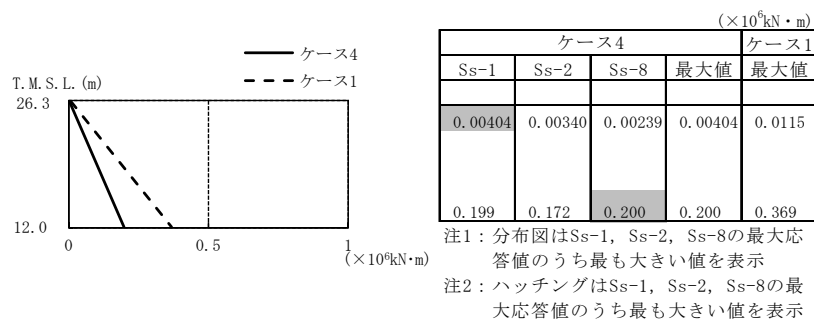 ケース4
ケース1
T.M.S.L.(m)
26.3
12.0
0
0.5
1
(×10⁶kN・m)
(×10⁶kN・m)
ケース4 ケース1
Ss-1 Ss-2 Ss-8 最大値 最大値
0.00404 0.00340 0.00239 0.00404 0.0115
0.199 0.172 0.200 0.200 0.369
注1：分布図はSs-1, Ss-2, Ss-8の最大応
答値のうち最も大きい値を表示
注2：ハッチングはSs-1, Ss-2, Ss-8の最
大応答値のうち最も大きい値を表示